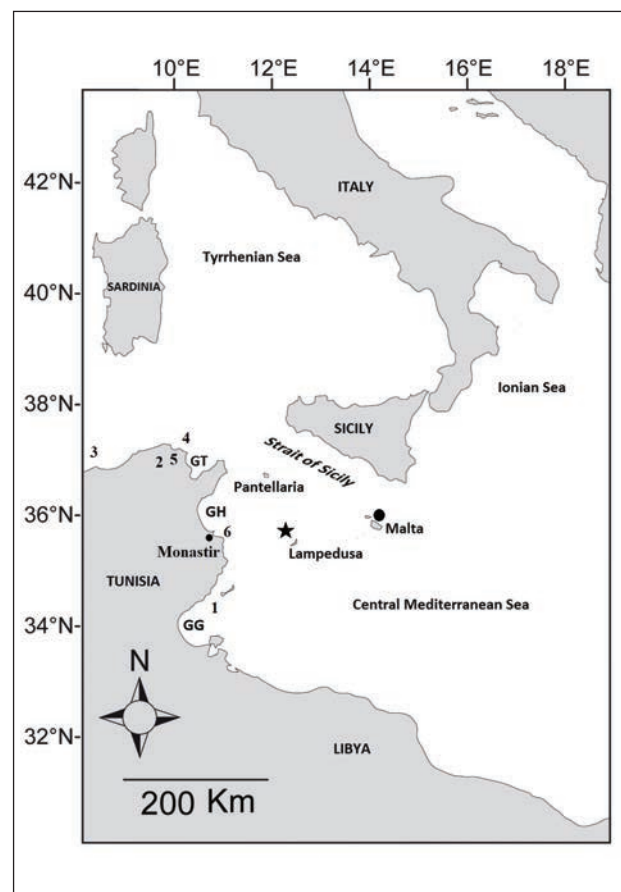 10°E 12°E 14°E 16°E 18°E
42°N
ITALY
Tyrrhenian Sea
SARDINIA
40°N
Ionian Sea
38°N
SICILY
4
3
Strait of Sicily
2 5 GT
Pantellaria
36°N
GH
Malta
6
Monastir
Lampedusa
TUNISIA
1
Central Mediterranean Sea
34°N
GG
N
32°N
LIBYA
200 Km